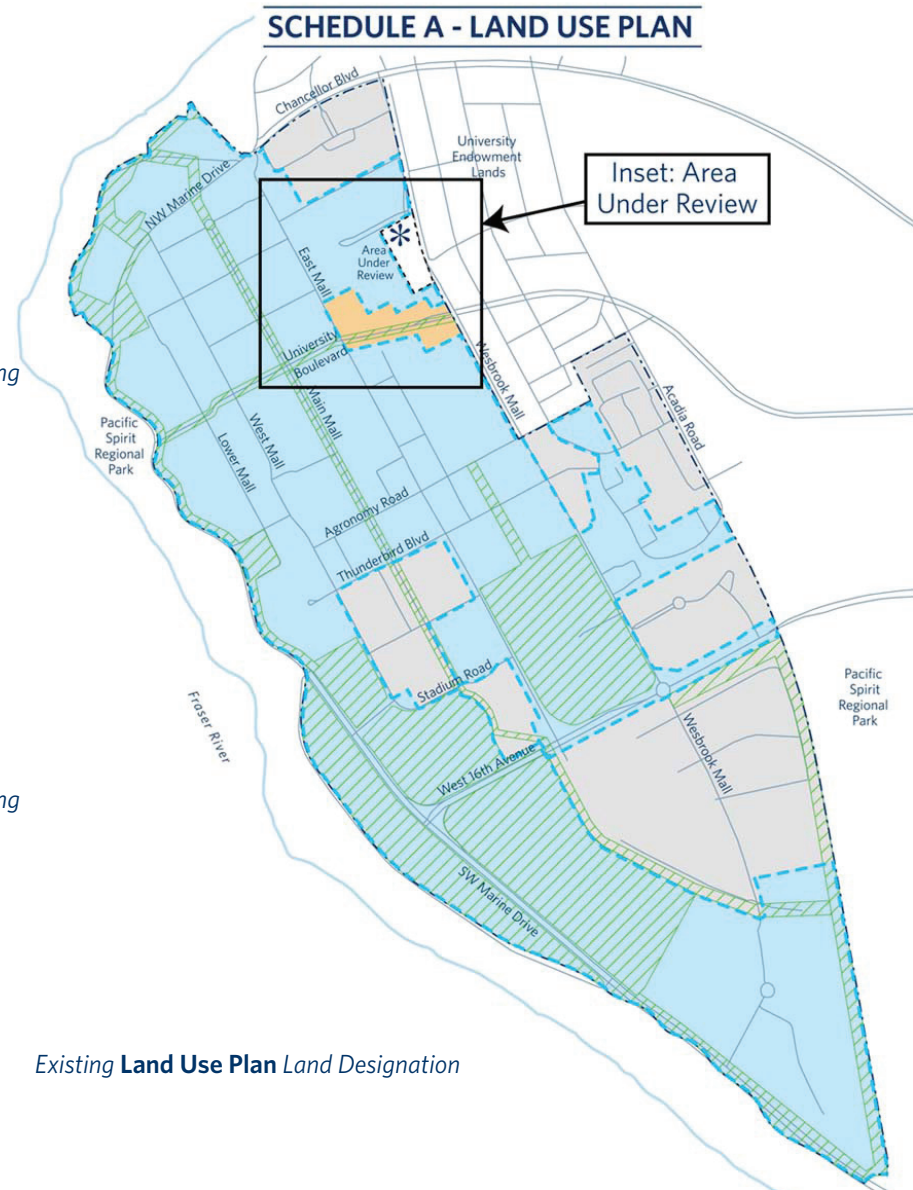 SCHEDULE A - LAND USE PLAN
Chancellor Blvd
University
Endowment
Lands
Inset: Area
Under Review
NW Marine Drive
*
Area
Under
Review
East Mall
University
Boulevard
Wesbrook Mall
ng
Main Mall
Acadia Road
Pacific
Spirit
Regional
Park
West Mall
Lower Mall
Agronomy Road
Thunderbird Blvd
Stadium Road
Pacific
Spirit
Regional
Park
Fraser River
Wesbrook Mall
West 16th Avenue
ng
SW Marine Drive
Existing Land Use Plan Land Designation